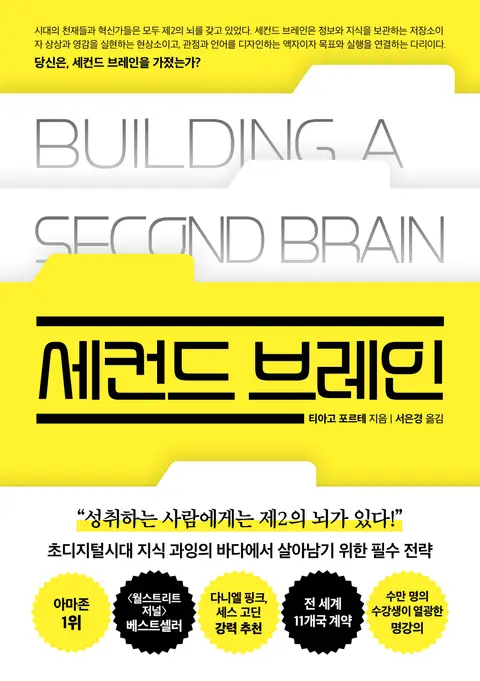 시대의 천재들과 혁신가들은 모두 제2의 뇌를 갖고 있었다. 세컨드 브레인은 정보와 지식을 보관하는 저장소이
자 상상과 영감을 실현하는 현상소이고, 관점과 언어를 디자인하는 액자이자 목표와 실행을 연결하는 다리이다.
당신은, 세컨드 브레인을 가졌는가?
BUILDING A
SECOND BRAIN
세컨드 브레인
티아고 포르테 지음 | 서은경 옮김
“성취하는 사람에게는 제2의 뇌가 있다!”
초디지털시대 지식 과잉의 바다에서 살아남기 위한 필수 전략
아마존
1위
〈월스트리트
저널〉
베스트셀러
다니엘 핑크,
세스 고딘
강력 추천
전 세계
11개국 계약
수만 명의
수강생이 열광한
명강의